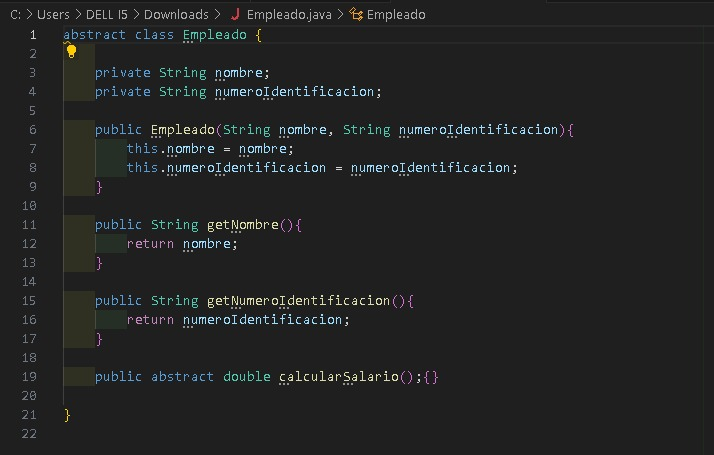 C: > Users > DELL I5 > Downloads > J Empleado.java > Empleado
1 abstract class Empleado {
2
3     private String nombre;
4     private String numeroIdentificacion;
5
6     public Empleado(String nombre, String numeroIdentificacion){
7         this.nombre = nombre;
8         this.numeroIdentificacion = numeroIdentificacion;
9     }
10
11     public String getNombre(){
12         return nombre;
13     }
14
15     public String getNumeroIdentificacion(){
16         return numeroIdentificacion;
17     }
18
19     public abstract double calcularSalario();{}
20
21 }
22